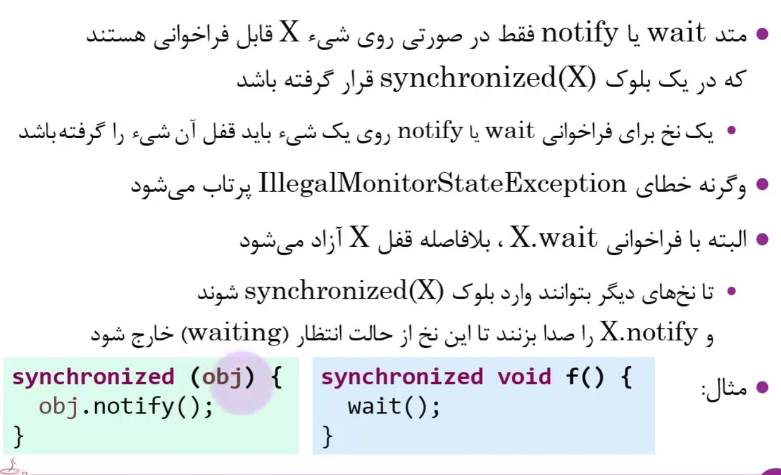 متد wait یا notify فقط در صورتی روی شیء X قابل فراخوانی هستند
که در یک بلوک synchronized(X) قرار گرفته باشد
یک نخ برای فراخوانی wait یا notify روی یک شیء باید قفل آن شیء را گرفته‌باشد
وگرنه خطای IllegalMonitorStateException پرتاب می‌شود
البته با فراخوانی X.wait ، بلافاصله قفل X آزاد می‌شود
تا نخ‌های دیگر بتوانند وارد بلوک synchronized(X) شوند
و X.notify را صدا بزنند تا این نخ از حالت انتظار (waiting) خارج شود
مثال:
synchronized void f() {
wait();
}
synchronized (obj) {
obj.notify();
}